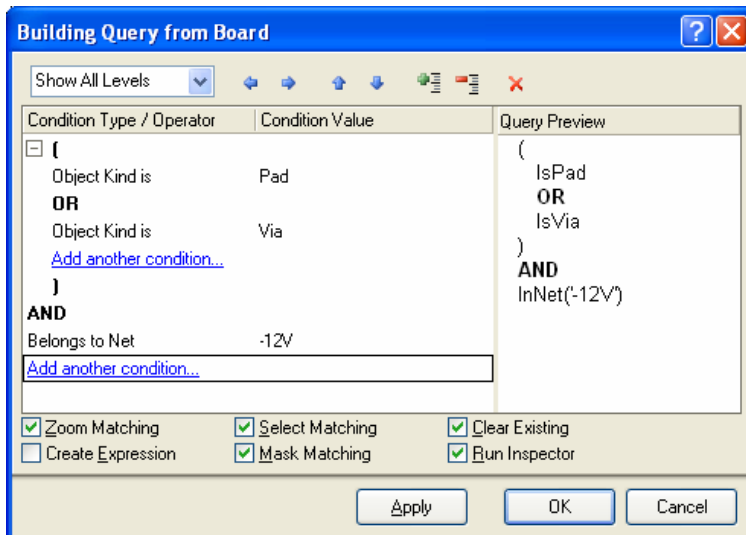 Building Query from Board
Show All Levels
Condition Type / Operator Condition Value
(
Object Kind is Pad
OR
Object Kind is Via
Add another condition...
)
AND
Belongs to Net -12V
Add another condition...
Query Preview
(
IsPad
OR
IsVia
)
AND
InNet('-12V')
Zoom Matching Select Matching Clear Existing
Create Expression Mask Matching Run Inspector
Apply OK Cancel